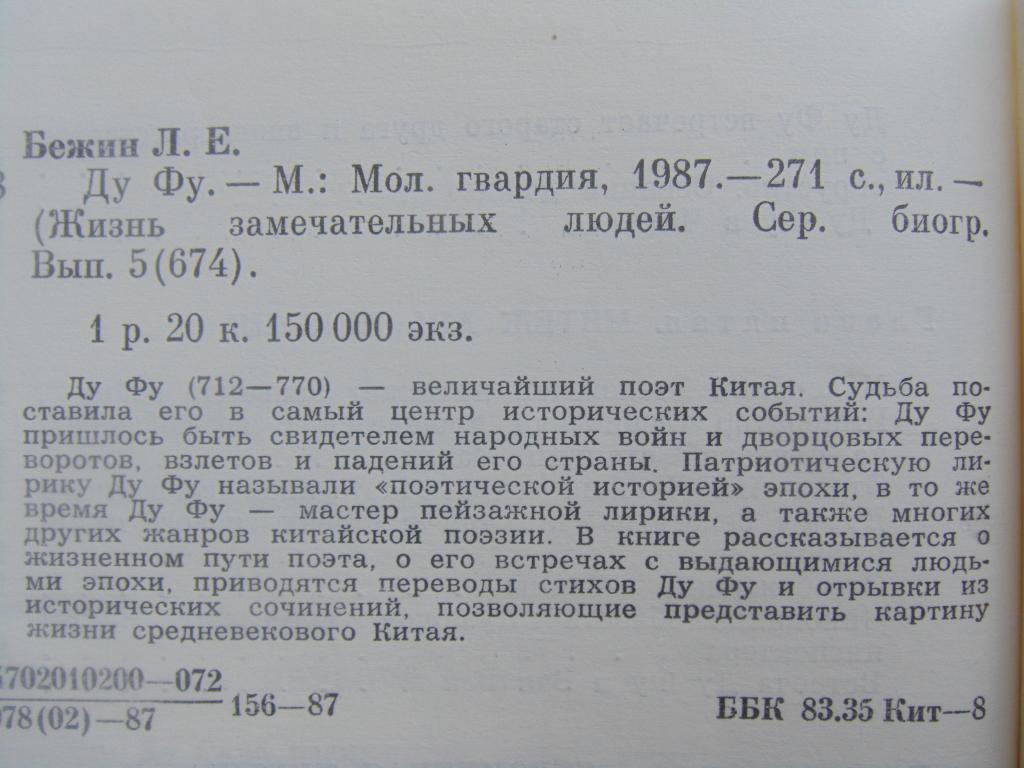 Бежин Л. Е.
Ду Фу. — М.: Мол. гвардия, 1987.—271 с., ил. —
(Жизнь замечательных людей. Сер. биогр.
Вып. 5(674).
1 р. 20 к. 150 000 экз.
Ду Фу (712—770) — величайший поэт Китая. Судьба по-
ставила его в самый центр исторических событий: Ду Фу
пришлось быть свидетелем народных войн и дворцовых пере-
воротов, взлетов и падений его страны. Патриотическую ли-
рику Ду Фу называли «поэтической историей» эпохи, в то же
время Ду Фу — мастер пейзажной лирики, а также многих
других жанров китайской поэзии. В книге рассказывается о
жизненном пути поэта, о его встречах с выдающимися людь-
ми эпохи, приводятся переводы стихов Ду Фу и отрывки из
исторических сочинений, позволяющие представить картину
жизни средневекового Китая.
702010200—072
078(02)—87
156—87
ББК 83.35 Кит—8